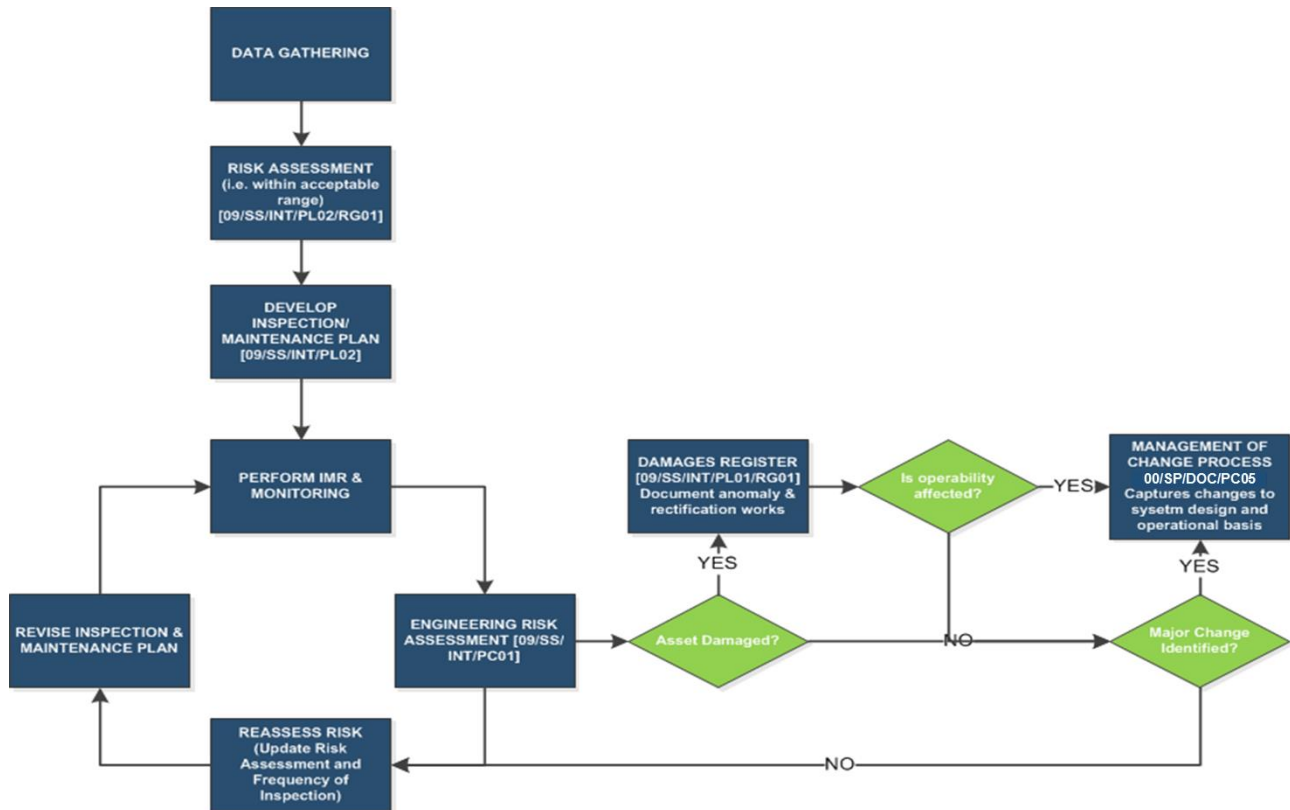 DATA GATHERING
RISK ASSESSMENT
(i.e. within acceptable
range)
[09/SS/INT/PL02/RG01]
DEVELOP
INSPECTION/
MAINTENANCE PLAN
[09/SS/INT/PL02]
PERFORM IMR &
MONITORING
DAMAGES REGISTER
[09/SS/INT/PL01/RG01]
Document anomaly &
rectification works
Is operability
affected?
YES
MANAGEMENT OF
CHANGE PROCESS
00/SP/DOC/PC05
Captures changes to
sysetm design and
operational basis
YES
YES
REVISE INSPECTION &
MAINTENANCE PLAN
ENGINEERING RISK
ASSESSMENT [09/SS/
INT/PC01]
Asset Damaged?
NO
Major Change
Identified?
REASSESS RISK
(Update Risk
Assessment and
Frequency of
Inspection)
NO